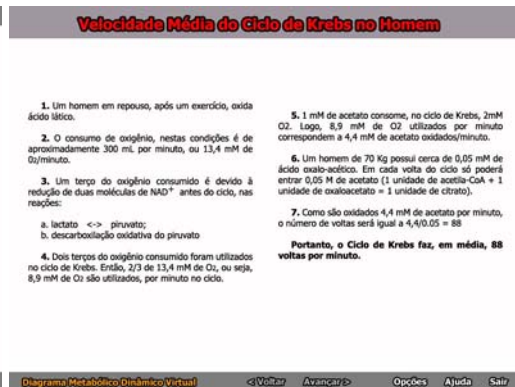 Velocidade Média do Ciclo de Krebs no Homem
1. Um homem em repouso, após um exercício, oxida
ácido lático.
2. O consumo de oxigênio, nestas condições é de
aproximadamente 300 mL por minuto, ou 13,4 mM de
O2/minuto.
3. Um terço do oxigênio consumido é devido à
redução de duas moléculas de NAD+ antes do ciclo, nas
reações:
a. lactato <-> piruvato;
b. descarboxilação oxidativa do piruvato
4. Dois terços do oxigênio consumido foram utilizados
no ciclo de Krebs. Então, 2/3 de 13,4 mM de O2, ou seja,
8,9 mM de O2 são utilizados, por minuto no ciclo.
5. 1 mM de acetato consome, no ciclo de Krebs, 2mM
O2. Logo, 8,9 mM de O2 utilizados por minuto
correspondem a 4,4 mM de acetato oxidados/minuto.
6. Um homem de 70 Kg possui cerca de 0,05 mM de
ácido oxalo-acético. Em cada volta do ciclo só poderá
entrar 0,05 M de acetato (1 unidade de acetila-CoA + 1
unidade de oxaloacetato = 1 unidade de citrato).
7. Como são oxidados 4,4 mM de acetato por minuto,
o número de voltas será igual a 4,4/0.05 = 88
Portanto, o Ciclo de Krebs faz, em média, 88
voltas por minuto.
Diagrama Metabólico Dinâmico Virtual < Voltar Avançar > Opções Ajuda Sair